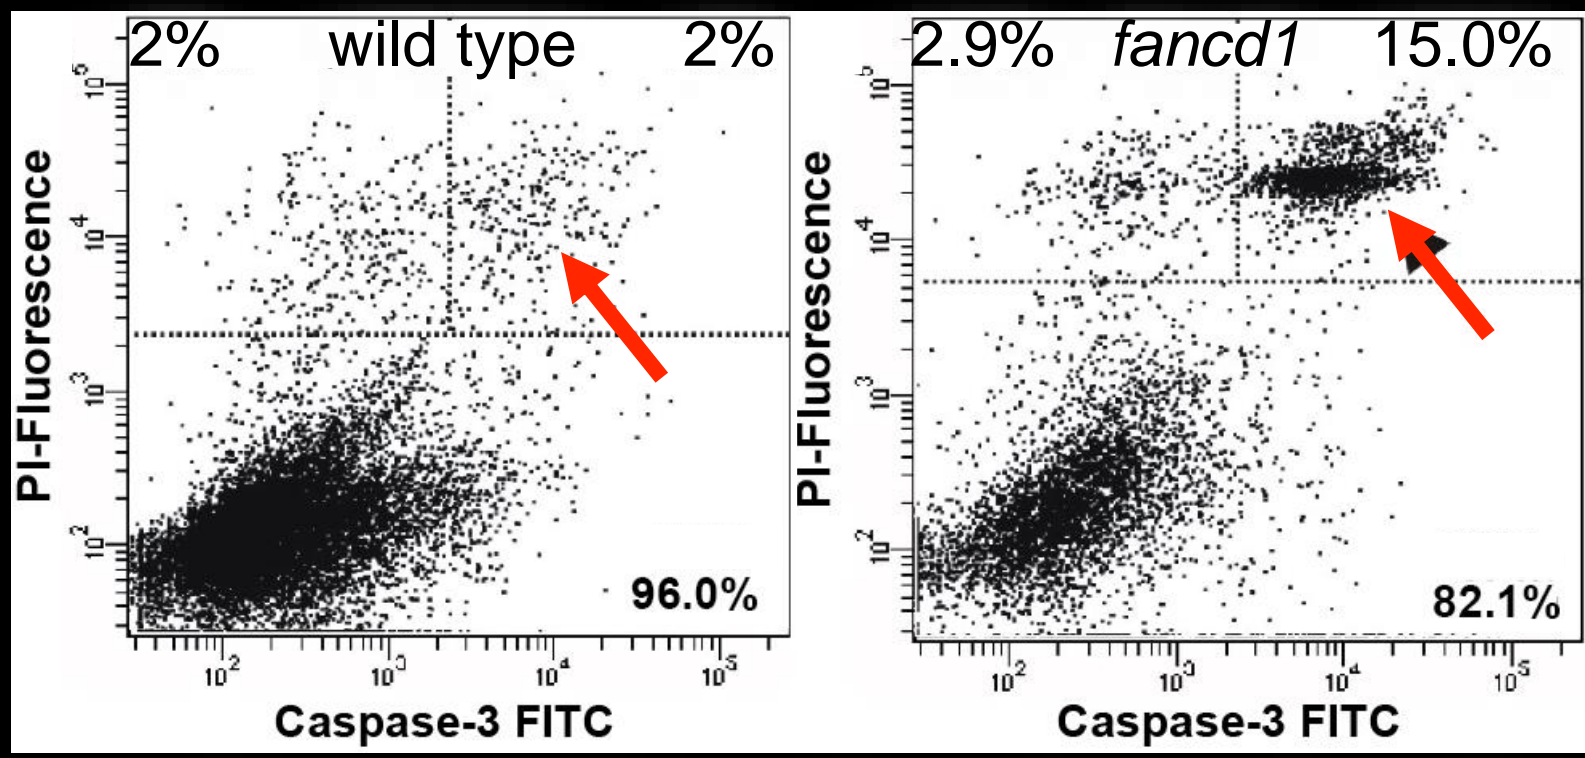 2% wild type 2%
PI-Fluorescence
10^5
10^4
10^3
10^2
96.0%
10^2 10^3 10^4 10^5
Caspase-3 FITC
2.9% fancd1 15.0%
PI-Fluorescence
10^5
10^4
10^3
10^2
82.1%
10^2 10^3 10^4 10^5
Caspase-3 FITC